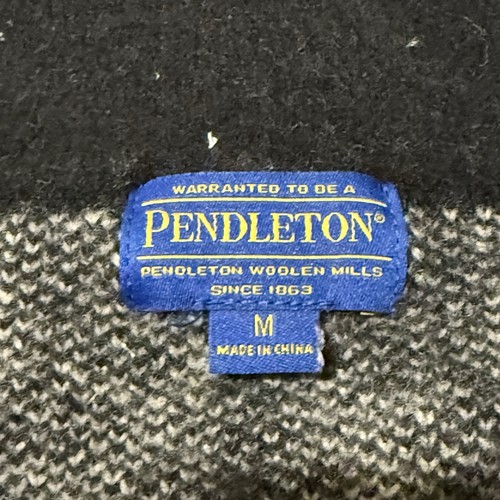 WARRANTED TO BE A
PENDLETON®
PENDLETON WOOLEN MILLS
SINCE 1863
M
MADE IN CHINA